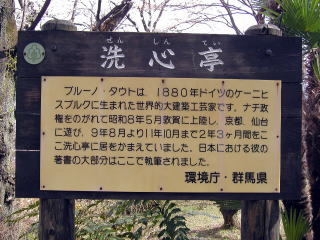 せん しん てい
洗心亭
ブルーノ・タウトは、1880年ドイツのケーニヒ
スブルクに生まれた世界的大建築工芸家です。ナチ政
権をのがれて昭和8年5月敦賀に上陸し、京都、仙台
に遊び、9年8月より11年10月まで2年3ヶ月間をこ
こ洗心亭に居をかまえていました。日本における彼の
著書の大部分はここで執筆されました。
環境庁・群馬県